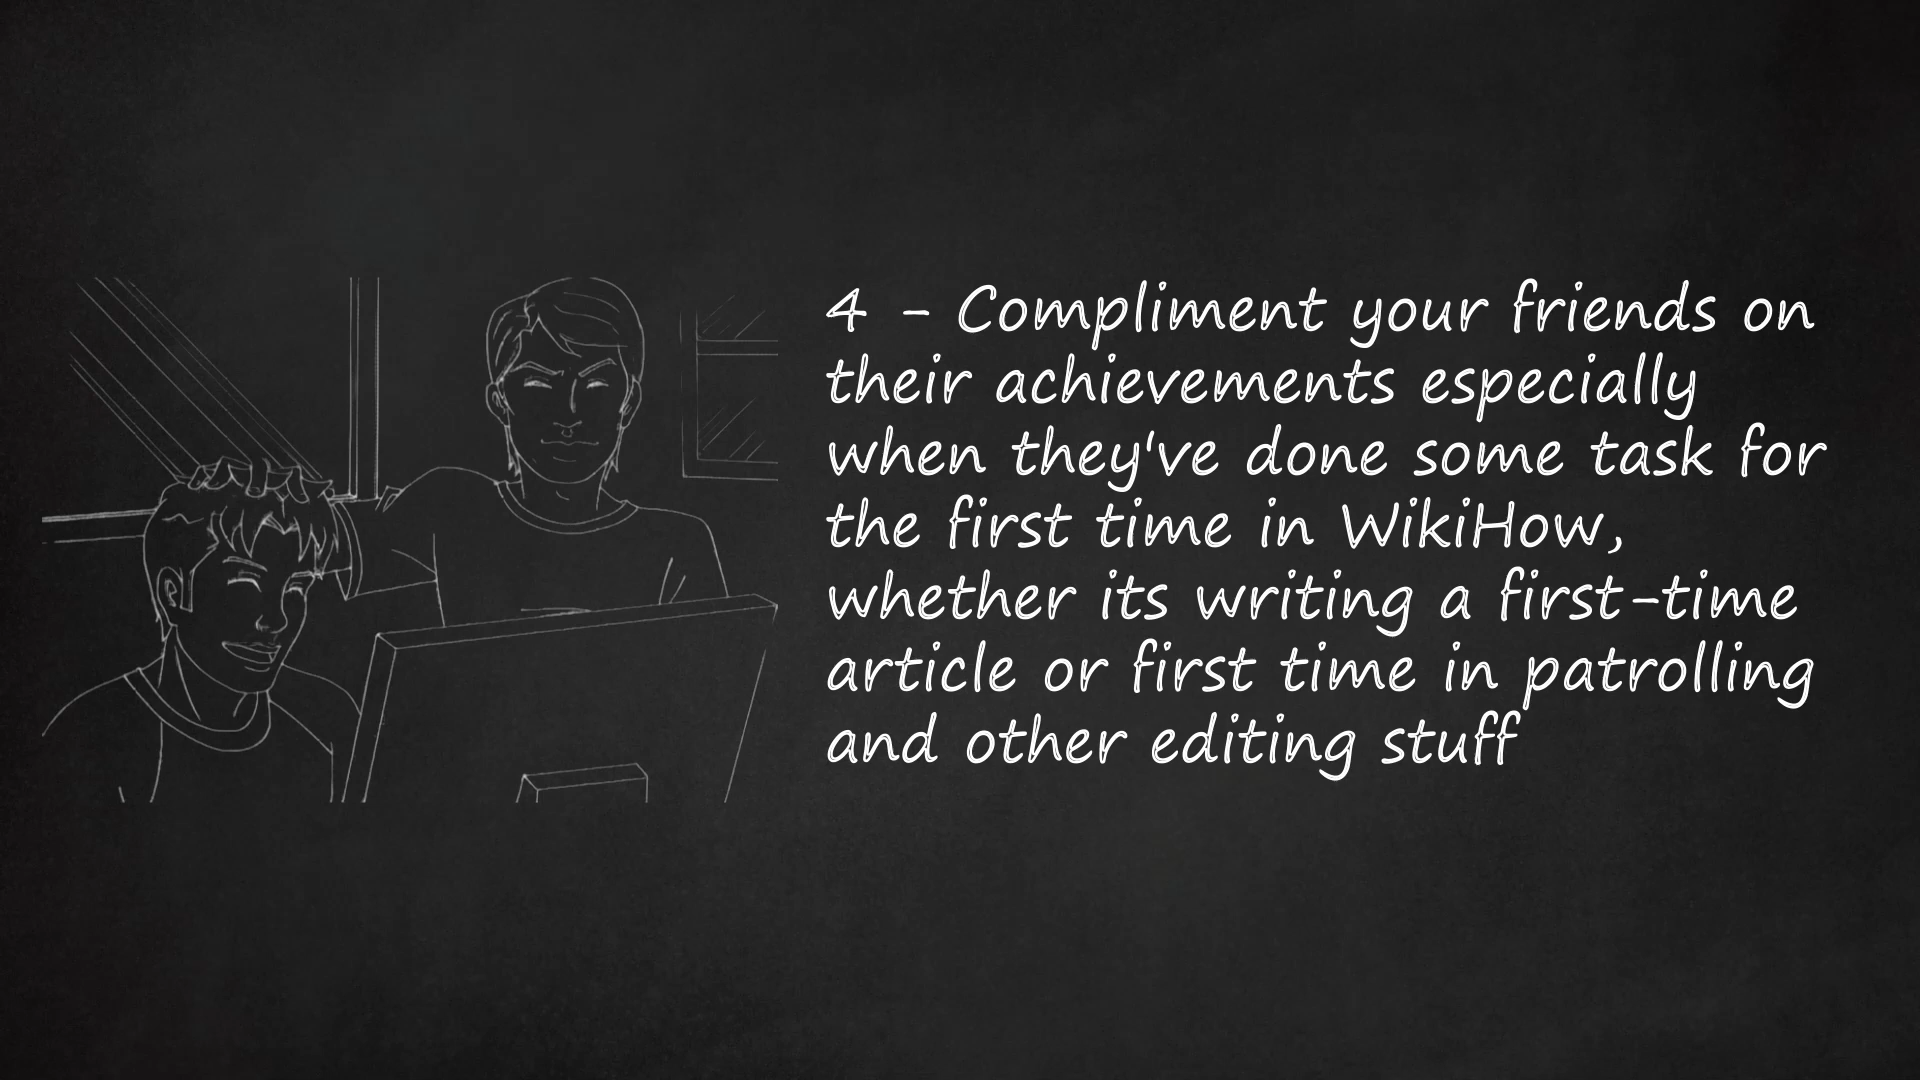 4 - Compliment your friends on
their achievements especially
when they've done some task for
the first time in WikiHow,
whether its writing a first-time
article or first time in patrolling
and other editing stuff